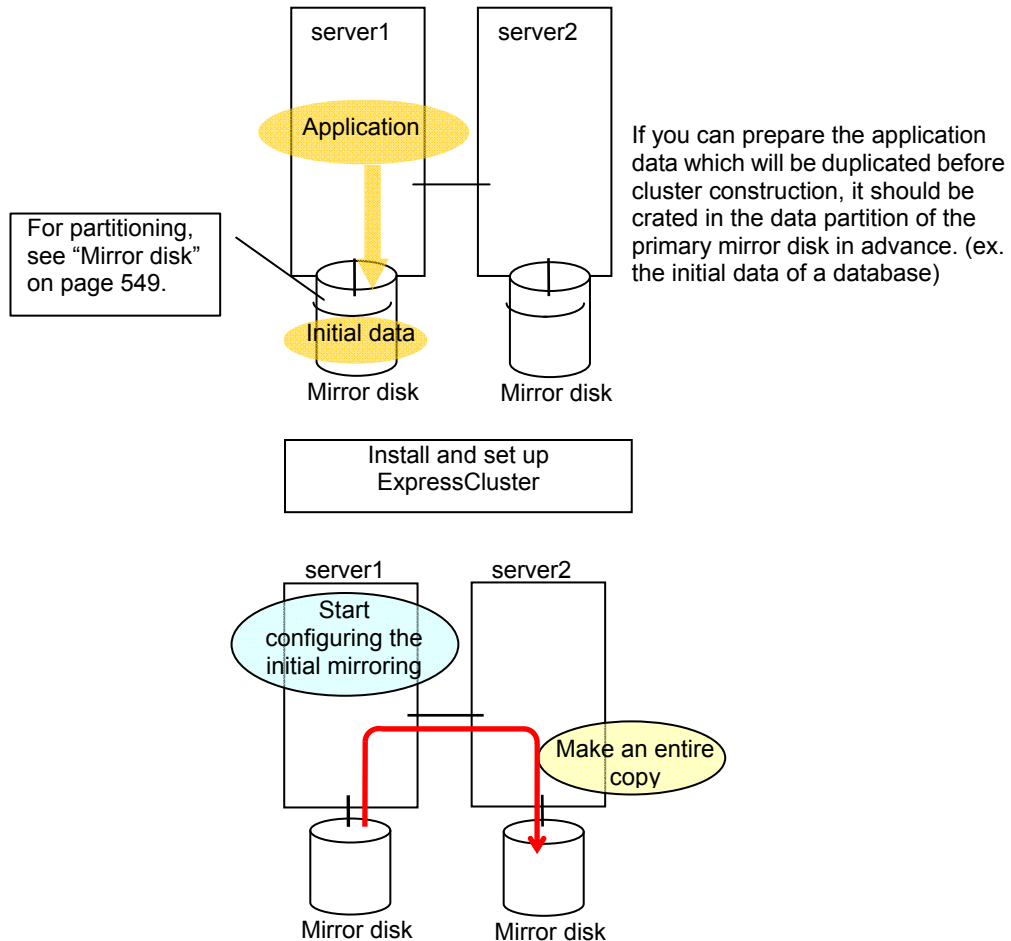 server1
server2
Application
If you can prepare the application
data which will be duplicated before
cluster construction, it should be
crated in the data partition of the
primary mirror disk in advance. (ex.
the initial data of a database)
For partitioning,
see “Mirror disk”
on page 549.
Initial data
Mirror disk
Mirror disk
Install and set up
ExpressCluster
server1
server2
Start
configuring the
initial mirroring
Make an entire
copy
Mirror disk
Mirror disk